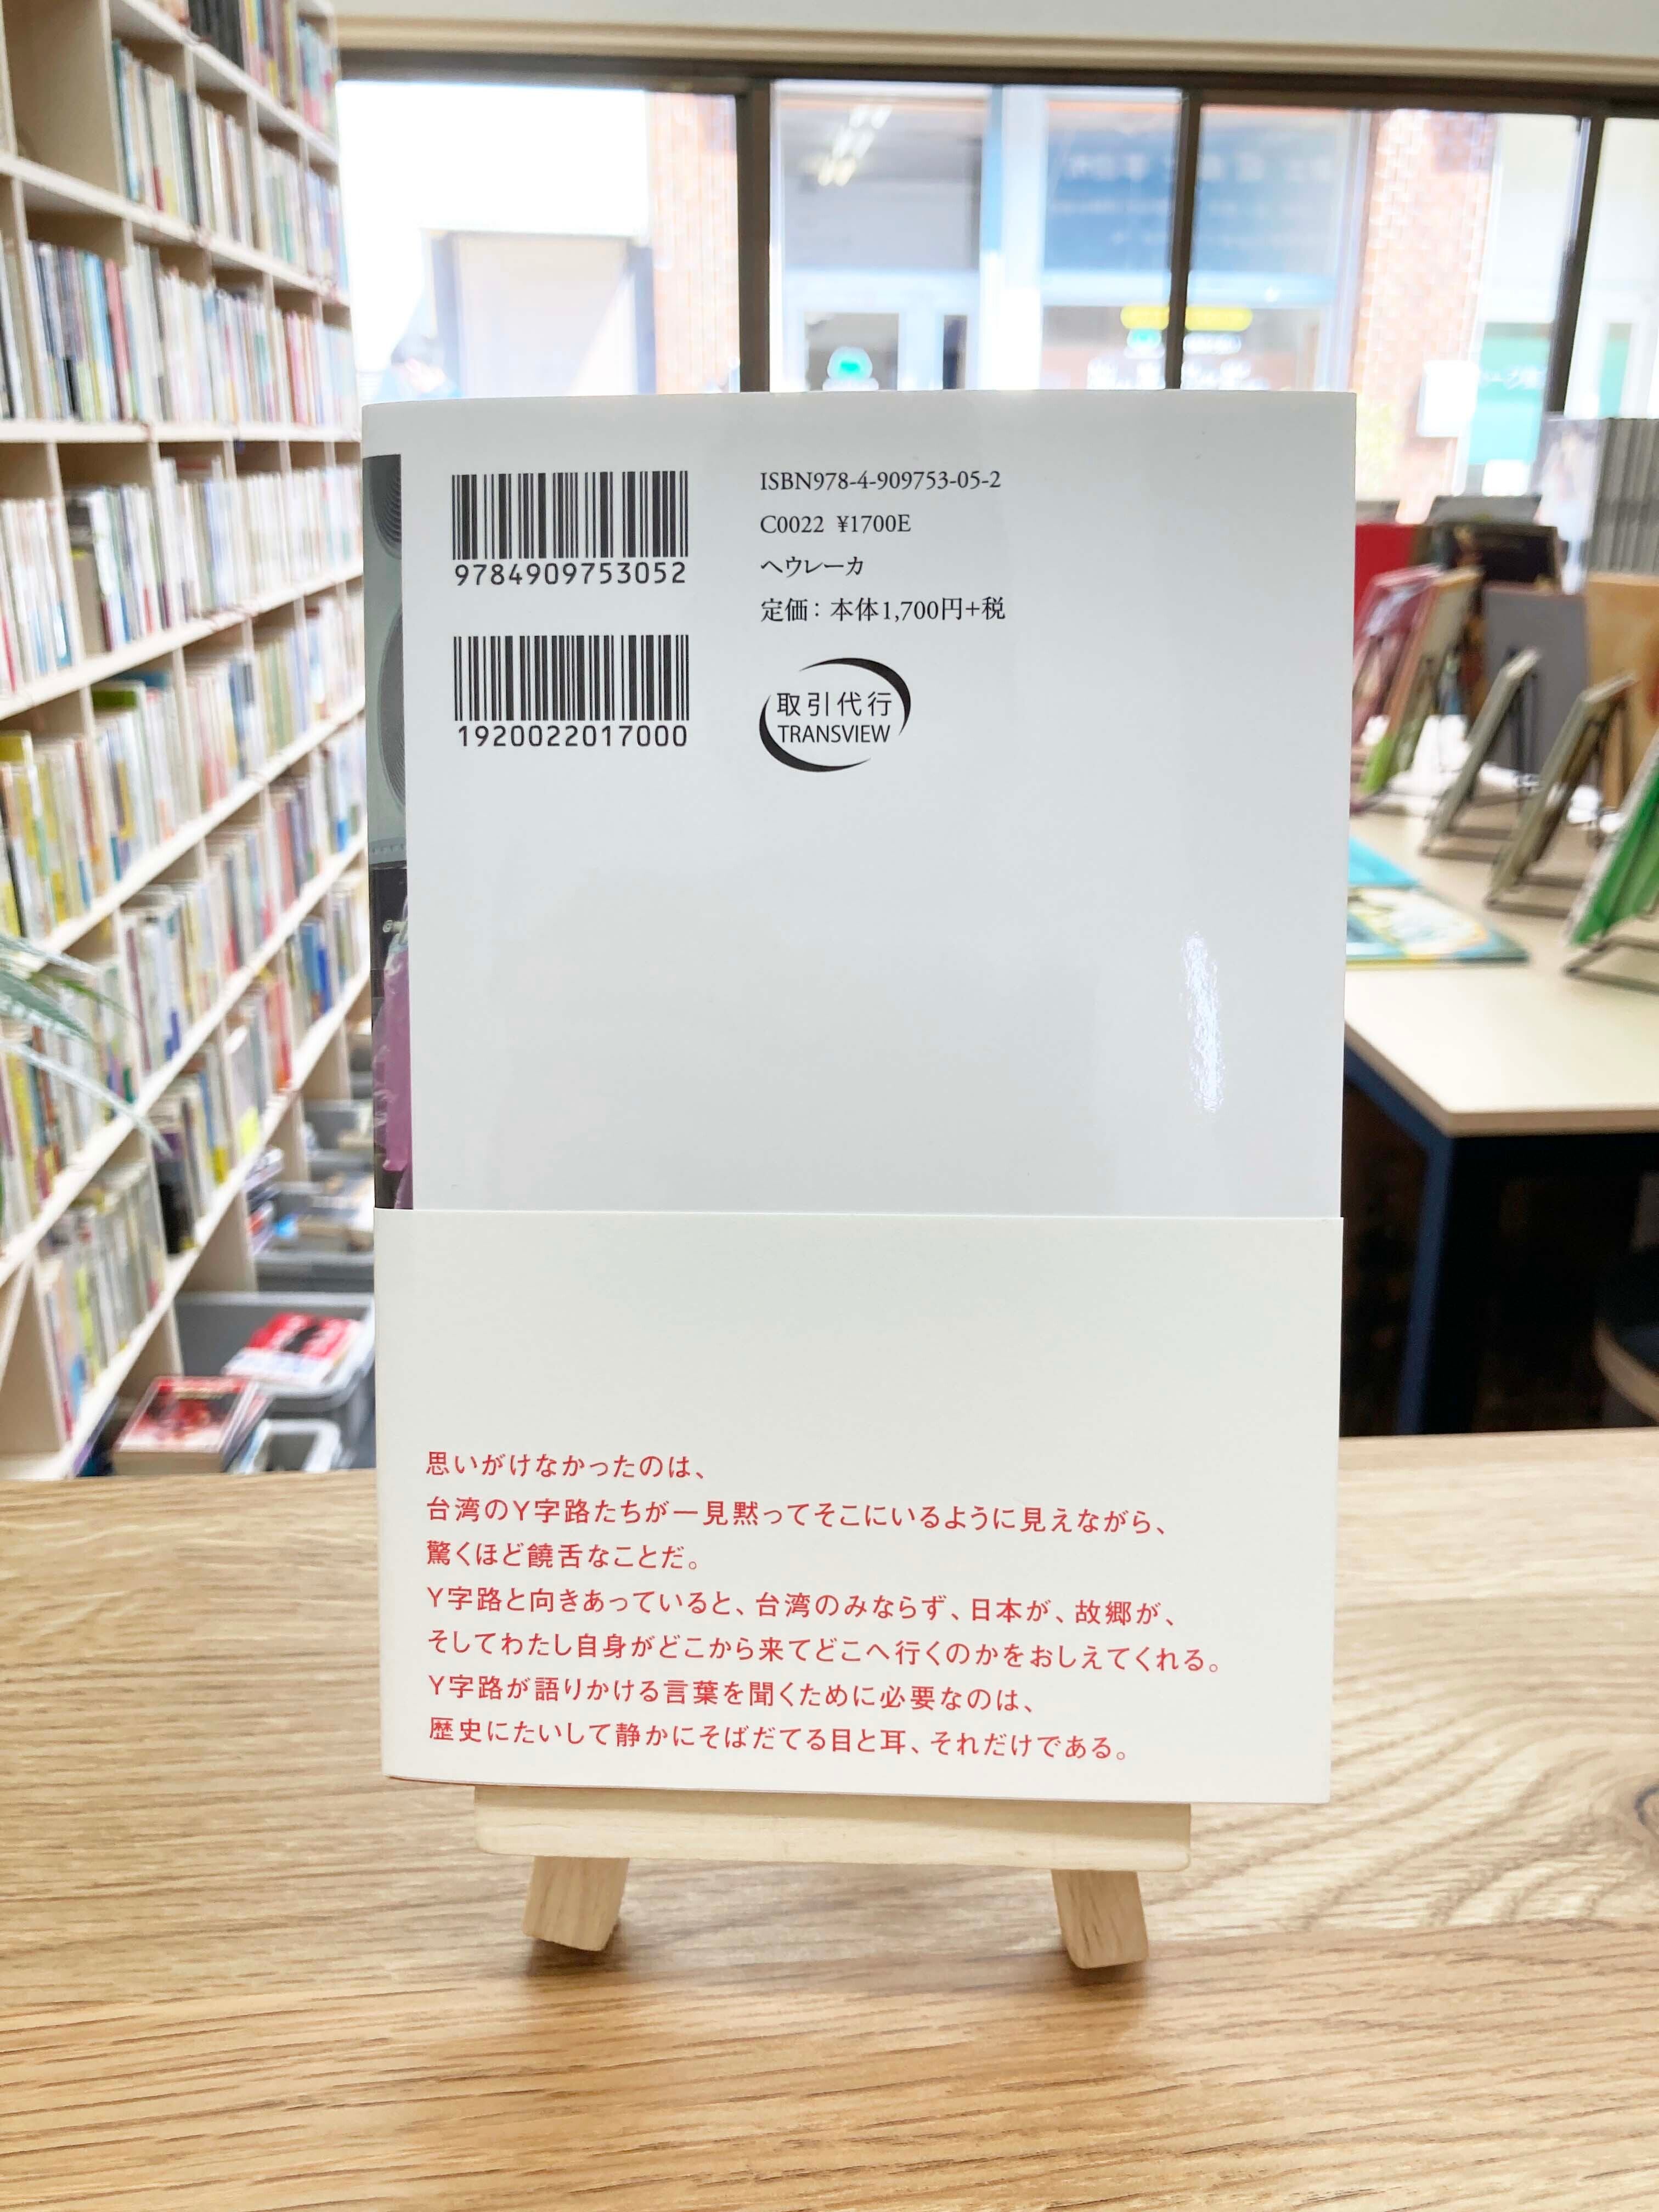 9784909753052
1920022017000
ISBN978-4-909753-05-2
C0022 ¥1700E
ヘウレーカ
定価：本体1,700円+税
取引代行
TRANSVIEW
思いがけなかったのは、
台湾のY字路たちが一見黙ってそこにいるように見えながら、
驚くほど饒舌なことだ。
Y字路と向きあっていると、台湾のみならず、日本が、故郷が、
そしてわたし自身がどこから来てどこへ行くのかをおしえてくれる。
Y字路が語りかける言葉を聞くために必要なのは、
歴史にたいして静かにそばだてる目と耳、それだけである。